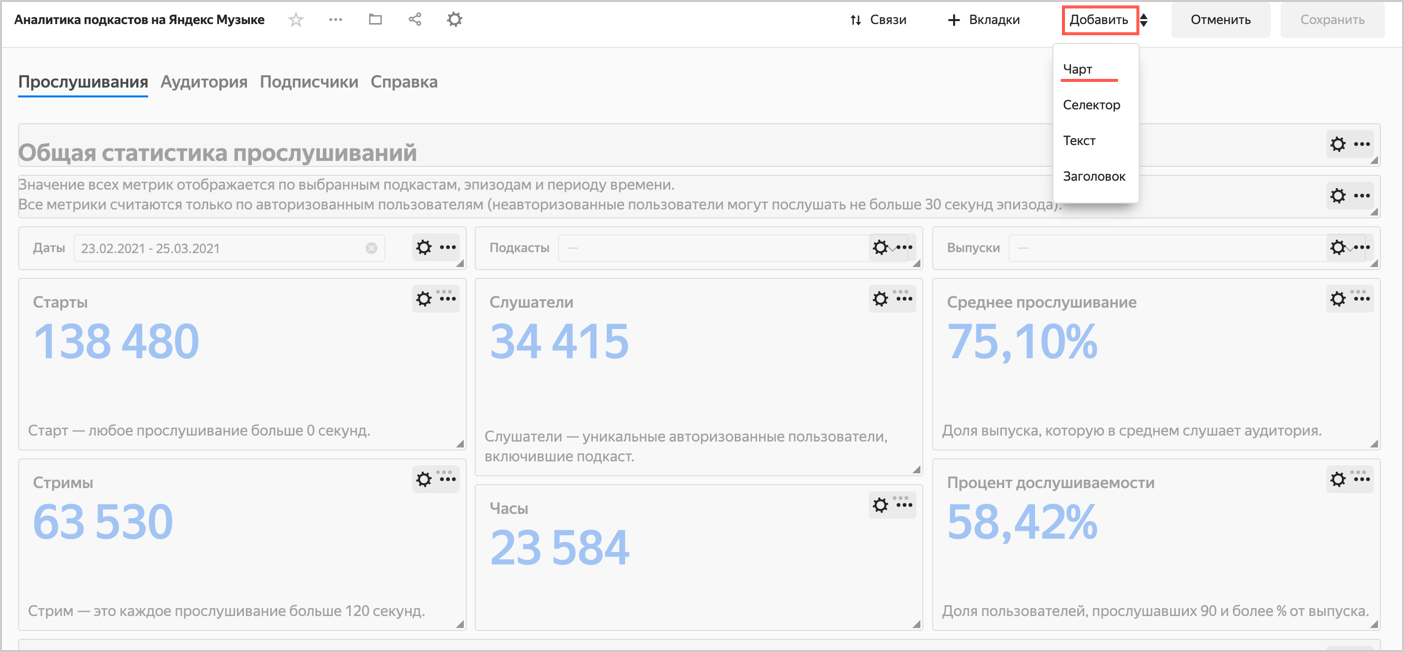 Аналитика подкастов на Яндекс Музыке
Связи
Вкладки
Добавить
Отменить
Сохранить
Чарт
Селектор
Текст
Заголовок
Прослушивания
Аудитория
Подписчики
Справка
Общая статистика прослушиваний
Значение всех метрик отображается по выбранным подкастам, эпизодам и периоду времени.
Все метрики считаются только по авторизованным пользователям (неавторизованные пользователи могут послушать не больше 30 секунд эпизода).
Даты
23.02.2021 - 25.03.2021
Подкасты
—
Выпуски
—
Старты
138 480
Старт — любое прослушивание больше 0 секунд.
Слушатели
34 415
Слушатели — уникальные авторизованные пользователи,
включившие подкаст.
Среднее прослушивание
75,10%
Доля выпуска, которую в среднем слушает аудитория.
Стримы
63 530
Стрим — это каждое прослушивание больше 120 секунд.
Часы
23 584
Процент дослушиваемости
58,42%
Доля пользователей, прослушавших 90 и более % от выпуска.